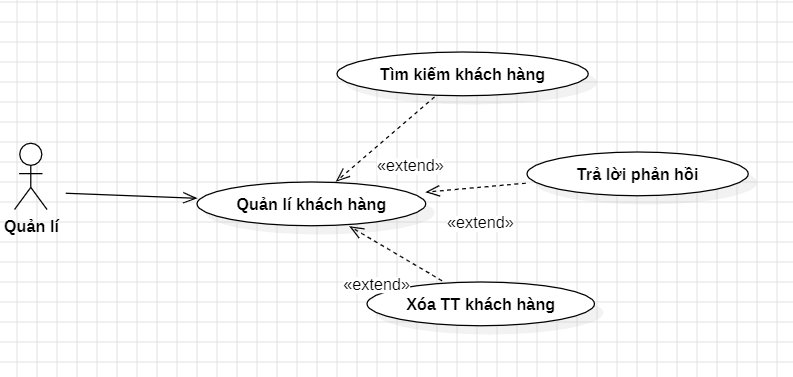 Tìm kiếm khách hàng
«extend»
Trả lời phản hồi
Quản lí khách hàng
Quản lí
«extend»
«extend»
Xóa TT khách hàng